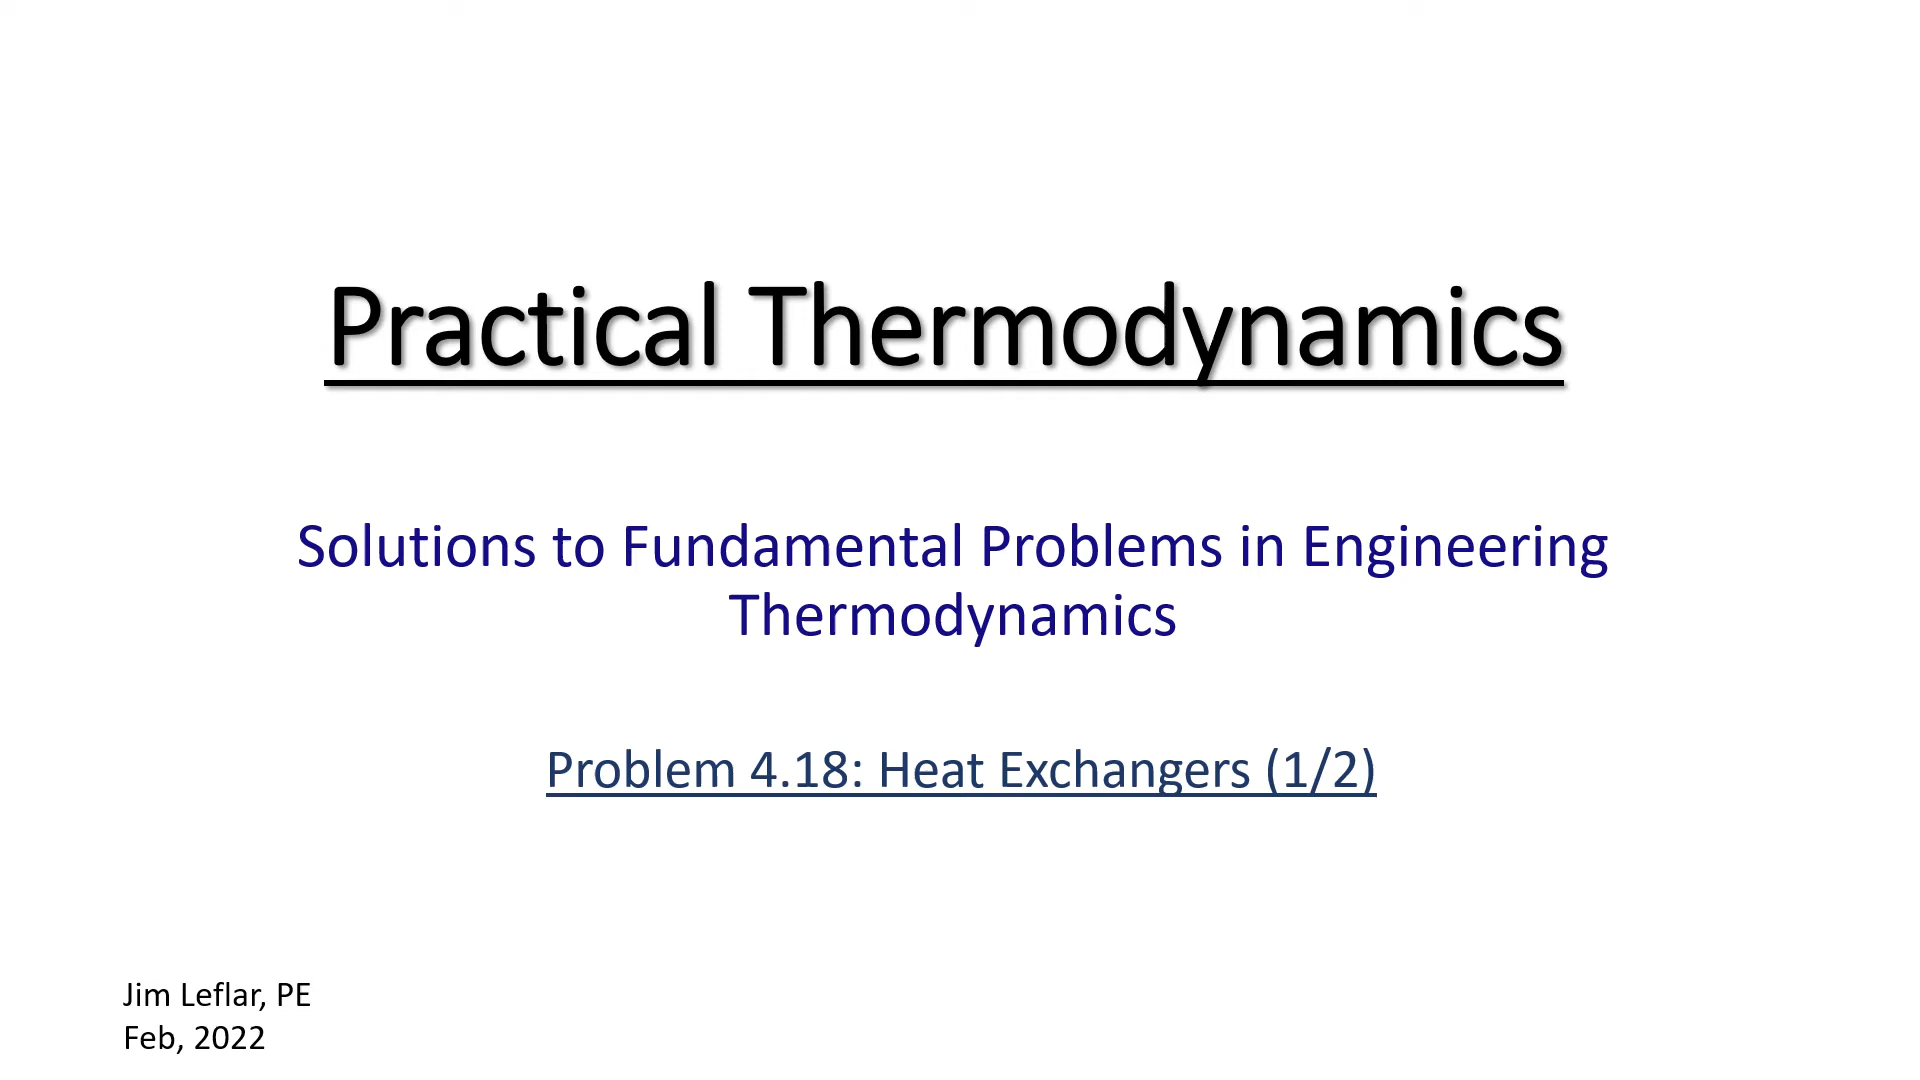 Practical Thermodynamics
Solutions to Fundamental Problems in Engineering
Thermodynamics
Problem 4.18: Heat Exchangers (1/2)
Jim Leflar, PE
Feb, 2022